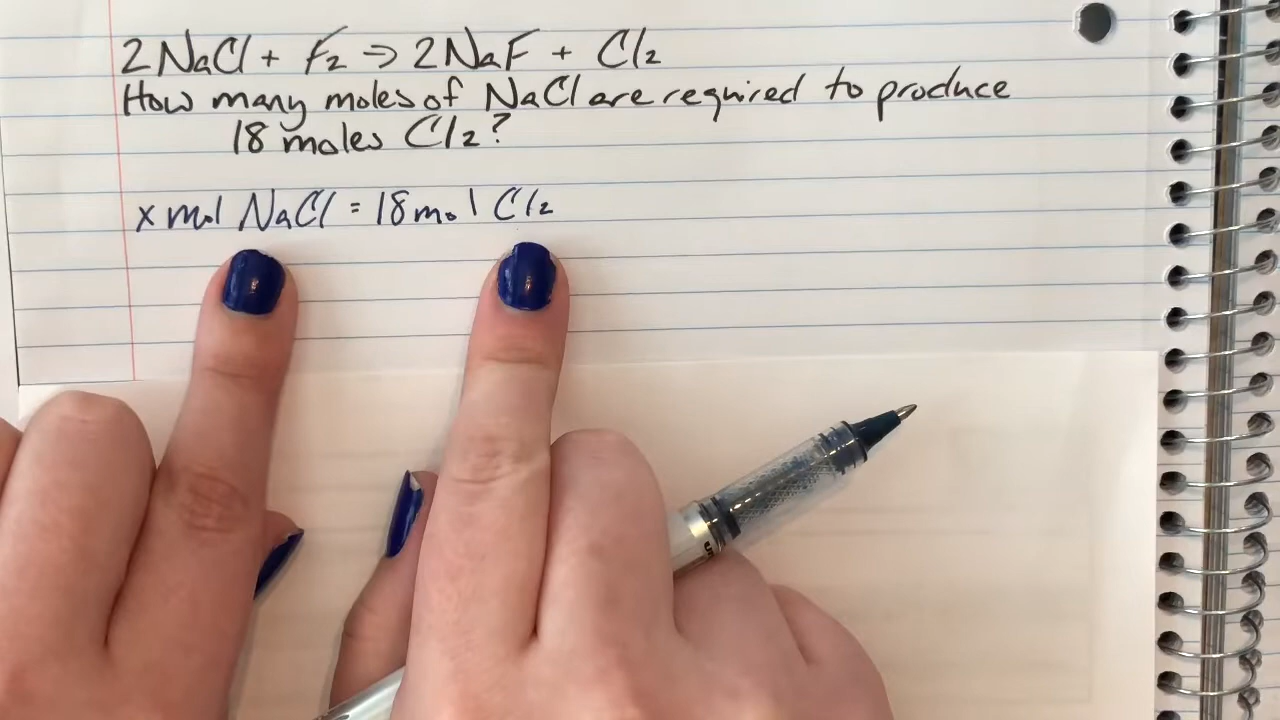 2NaCl + F₂ → 2NaF + Cl₂
How many moles of NaCl are required to produce
18 moles Cl₂?
x mol NaCl = 18 mol Cl₂